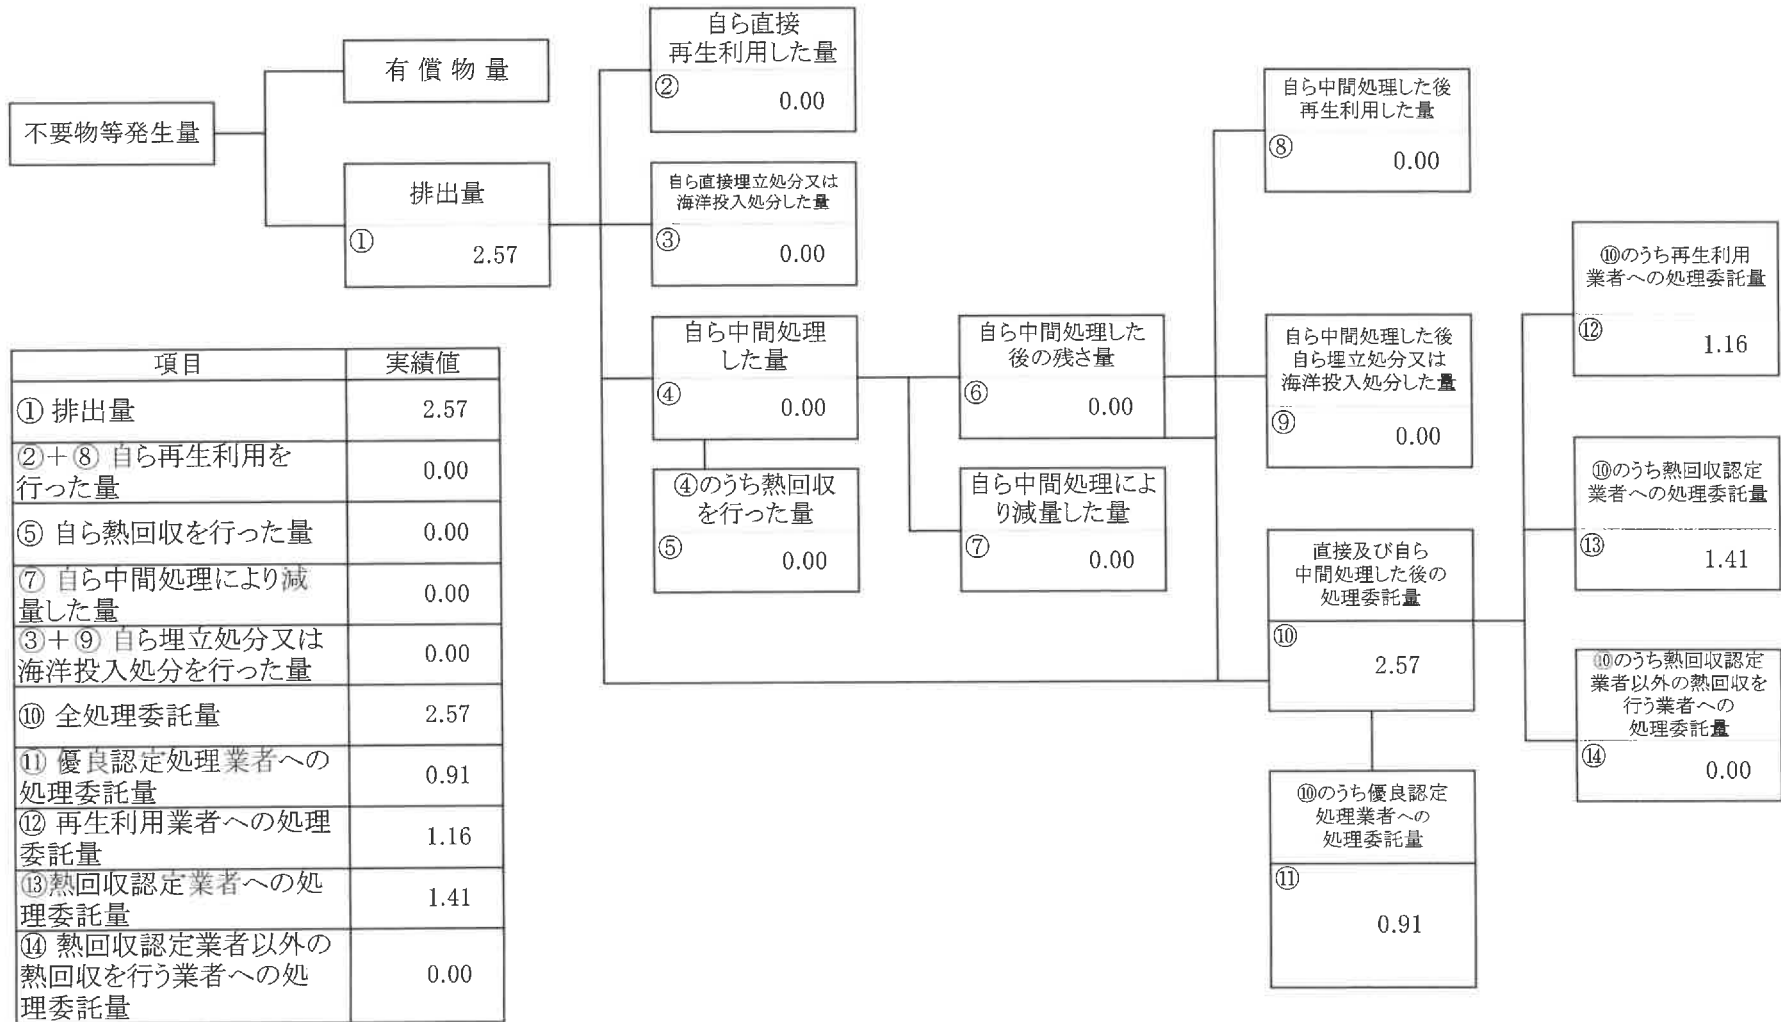 不要物等発生量
有償物量
排出量
①
2.57
自ら直接
再生利用した量
②
0.00
自ら直接埋立処分又は
海洋投入処分した量
③
0.00
自ら中間処理
した量
④
0.00
④のうち熱回収
を行った量
⑤
0.00
自ら中間処理した
後の残さ量
⑥
0.00
自ら中間処理によ
り減量した量
⑦
0.00
自ら中間処理した後
再生利用した量
⑧
0.00
自ら中間処理した後
自ら埋立処分又は
海洋投入処分した量
⑨
0.00
直接及び自ら
中間処理した後の
処理委託量
⑩
2.57
⑩のうち優良認定
処理業者への
処理委託量
⑪
0.91
⑩のうち再生利用
業者への処理委託量
⑫
1.16
⑩のうち熱回収認定
業者への処理委託量
⑬
1.41
⑩のうち熱回収認定
業者以外の熱回収を
行う業者への
処理委託量
⑭
0.00
項目 実績値
① 排出量 2.57
②+⑧ 自ら再生利用を
行った量 0.00
⑤ 自ら熱回収を行った量 0.00
⑦ 自ら中間処理により減
量した量 0.00
③+⑨ 自ら埋立処分又は
海洋投入処分を行った量 0.00
⑩ 全処理委託量 2.57
⑪ 優良認定処理業者への
処理委託量 0.91
⑫ 再生利用業者への処理
委託量 1.16
⑬熱回収認定業者への処
理委託量 1.41
⑭ 熱回収認定業者以外の
熱回収を行う業者への処
理委託量 0.00